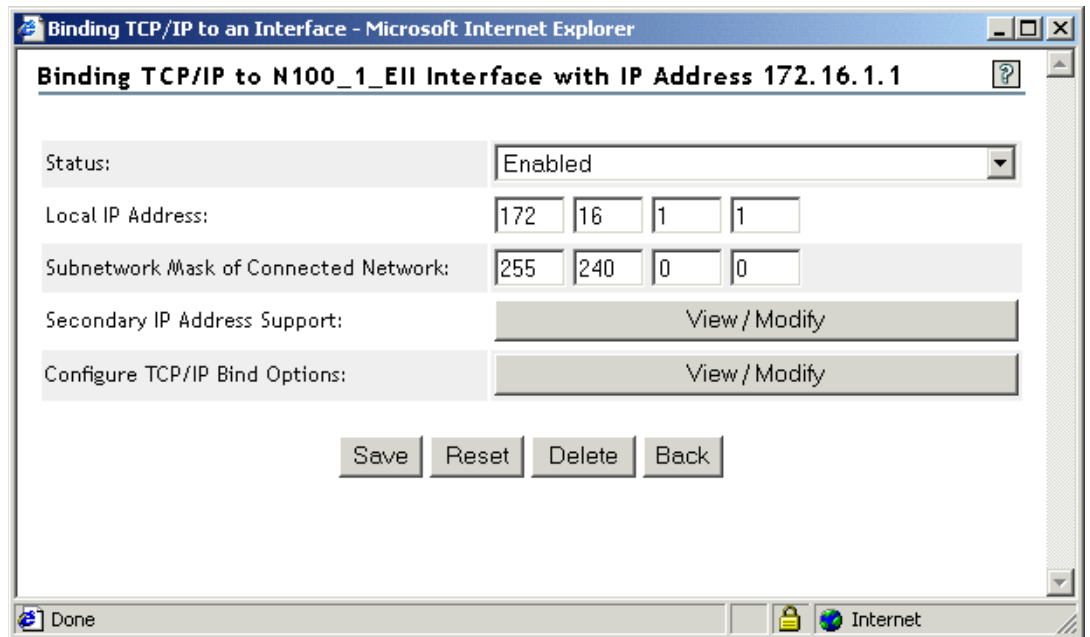 Binding TCP/IP to an Interface - Microsoft Internet Explorer
Binding TCP/IP to N100_1_EII Interface with IP Address 172.16.1.1 ?
Status: Enabled
Local IP Address: 172 16 1 1
Subnetwork Mask of Connected Network: 255 240 0 0
Secondary IP Address Support: View / Modify
Configure TCP/IP Bind Options: View / Modify
Save Reset Delete Back
Done Internet